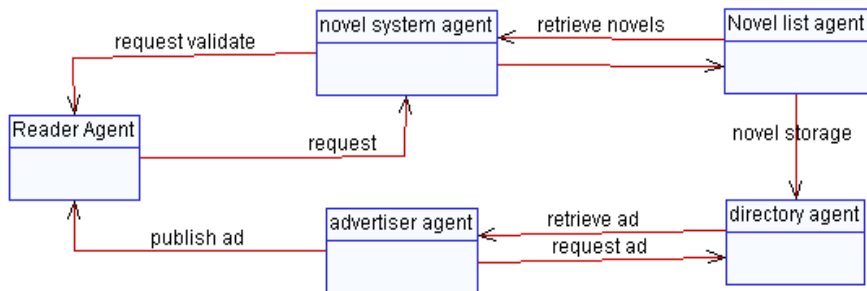 novel system agent
retrieve novels
Novel list agent
request validate
Reader Agent
request
novel storage
advertiser agent
retrieve ad
directory agent
publish ad
request ad